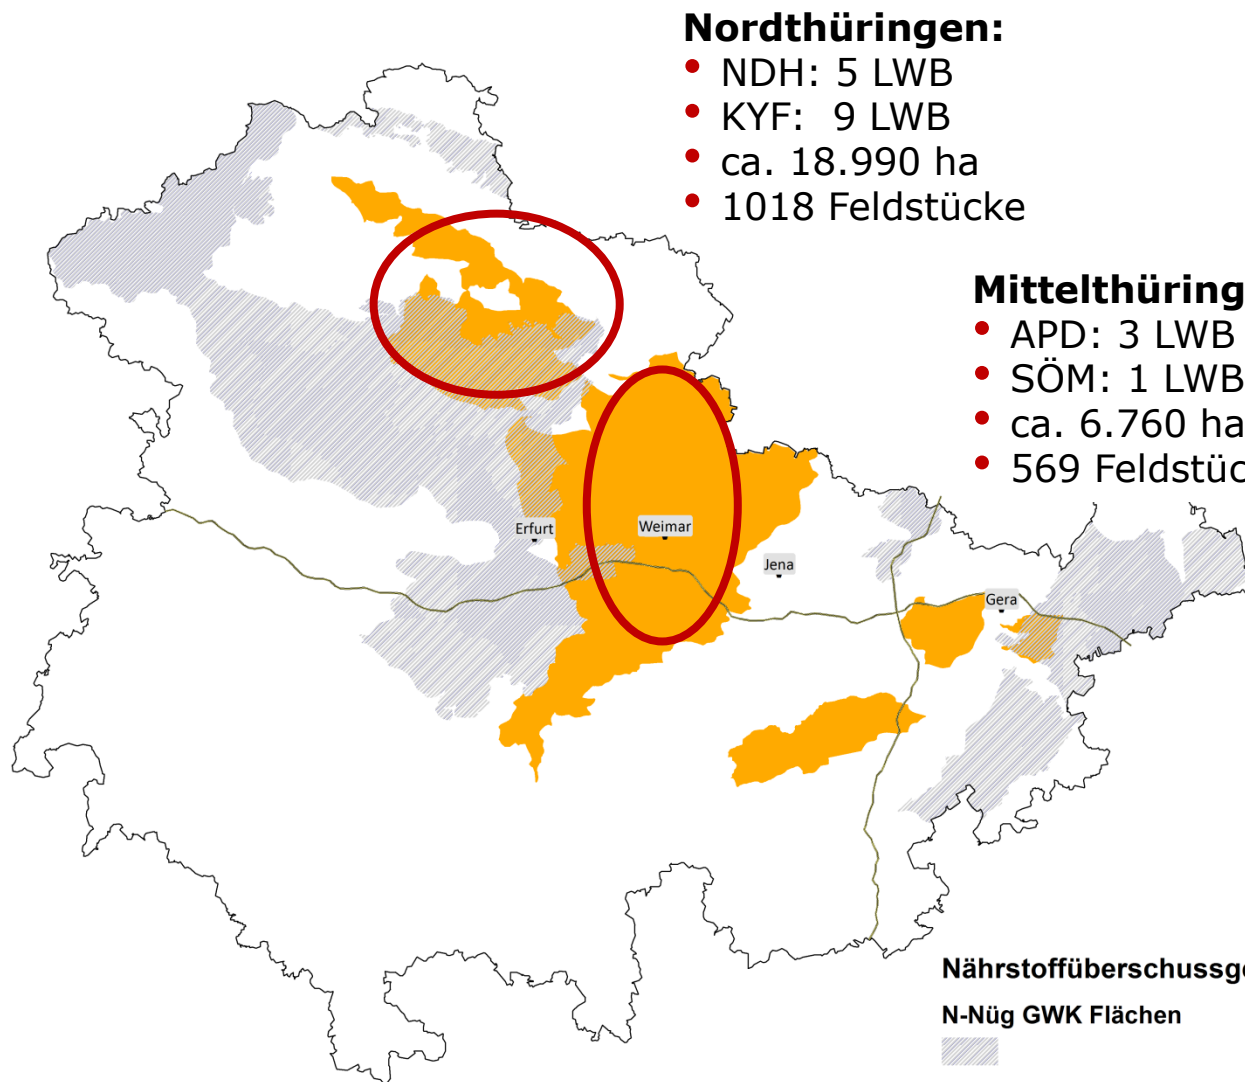 Nordthüringen:
• NDH: 5 LWB
• KYF: 9 LWB
• ca. 18.990 ha
• 1018 Feldstücke
Mittelthüring
• APD: 3 LWB
• SÖM: 1 LWB
• ca. 6.760 ha
• 569 Feldstüc
Erfurt
Weimar
Jena
Gera
Nährstoffüberschussge
N-Nüg GWK Flächen